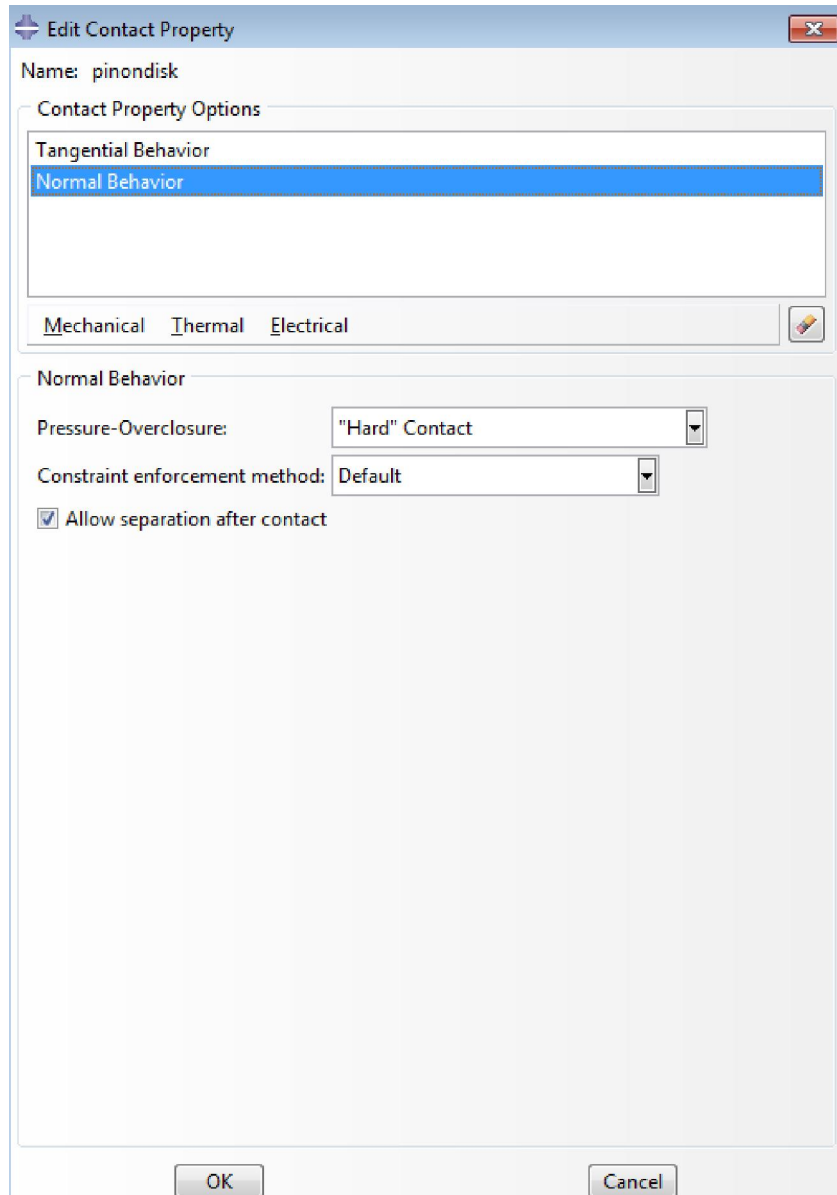 Edit Contact Property
Name: pinondisk
Contact Property Options
Tangential Behavior
Normal Behavior
Mechanical Thermal Electrical
Normal Behavior
Pressure-Overclosure: "Hard" Contact
Constraint enforcement method: Default
Allow separation after contact
OK Cancel